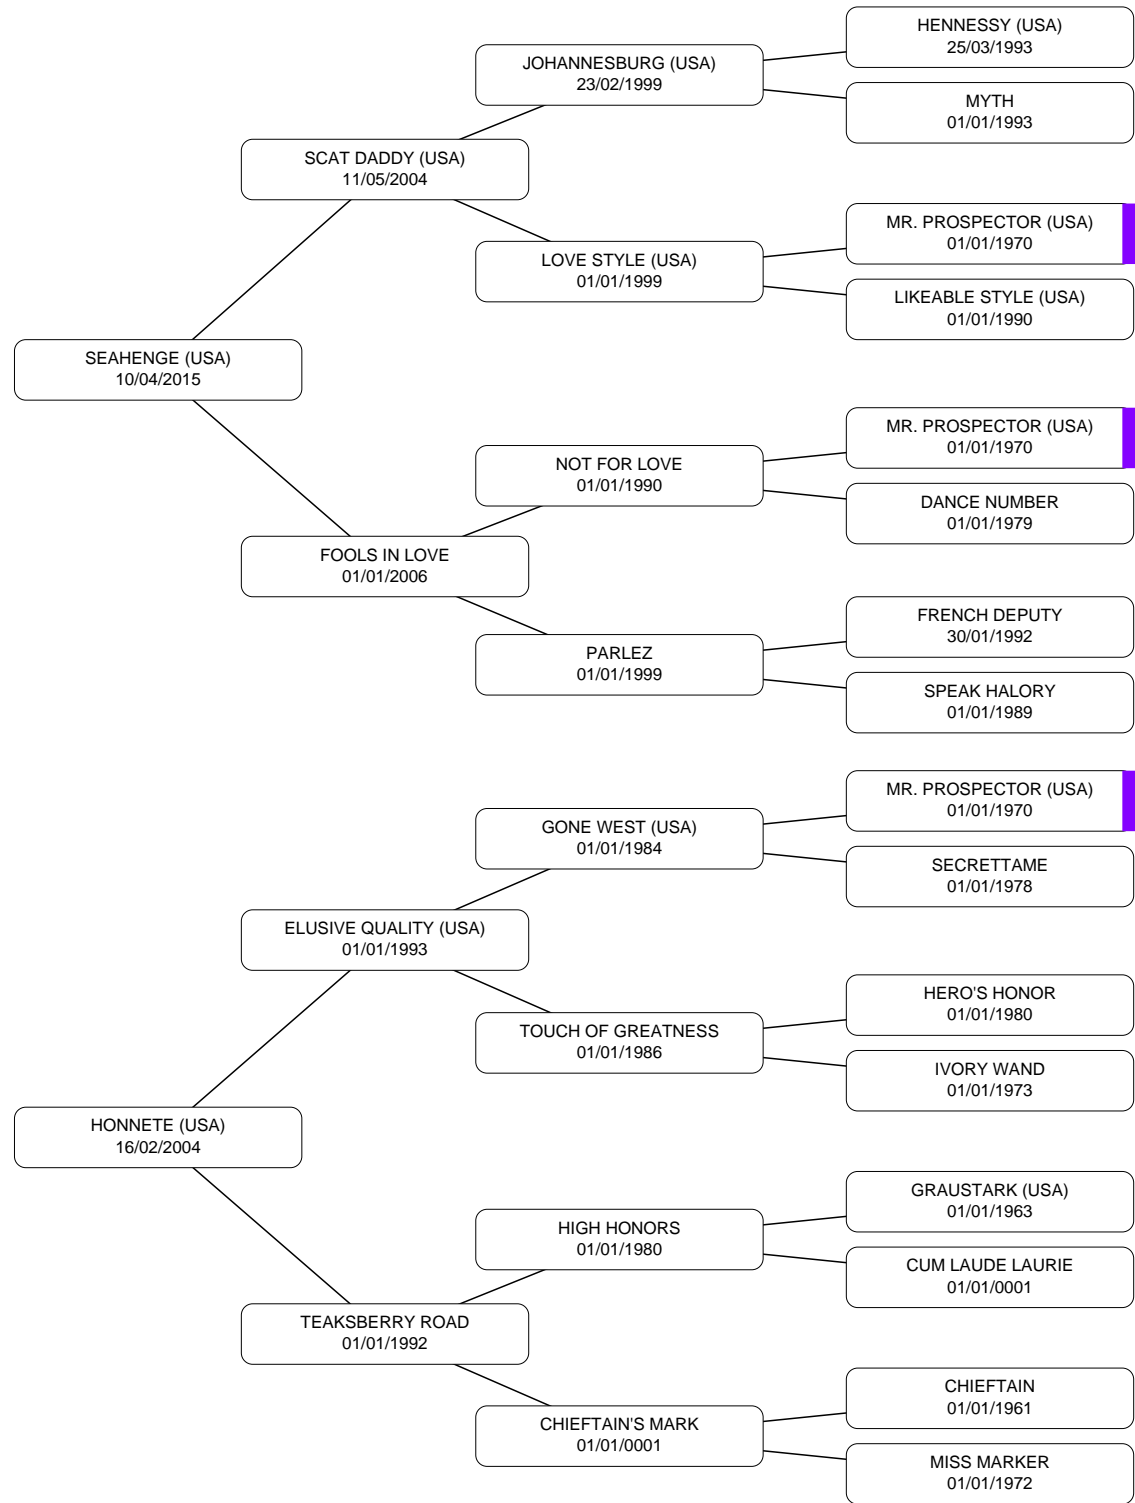 HENNESSY (USA)
25/03/1993
JOHANNESBURG (USA)
23/02/1999
MYTH
01/01/1993
SCAT DADDY (USA)
11/05/2004
MR. PROSPECTOR (USA)
01/01/1970
LOVE STYLE (USA)
01/01/1999
LIKEABLE STYLE (USA)
01/01/1990
SEAHENGE (USA)
10/04/2015
MR. PROSPECTOR (USA)
01/01/1970
NOT FOR LOVE
01/01/1990
DANCE NUMBER
01/01/1979
FOOLS IN LOVE
01/01/2006
FRENCH DEPUTY
30/01/1992
PARLEZ
01/01/1999
SPEAK HALORY
01/01/1989
MR. PROSPECTOR (USA)
01/01/1970
GONE WEST (USA)
01/01/1984
SECRETTAME
01/01/1978
ELUSIVE QUALITY (USA)
01/01/1993
HERO'S HONOR
01/01/1980
TOUCH OF GREATNESS
01/01/1986
IVORY WAND
01/01/1973
HONNETE (USA)
16/02/2004
GRAUSTARK (USA)
01/01/1963
HIGH HONORS
01/01/1980
CUM LAUDE LAURIE
01/01/0001
TEAKSBERRY ROAD
01/01/1992
CHIEFTAIN
01/01/1961
CHIEFTAIN'S MARK
01/01/0001
MISS MARKER
01/01/1972